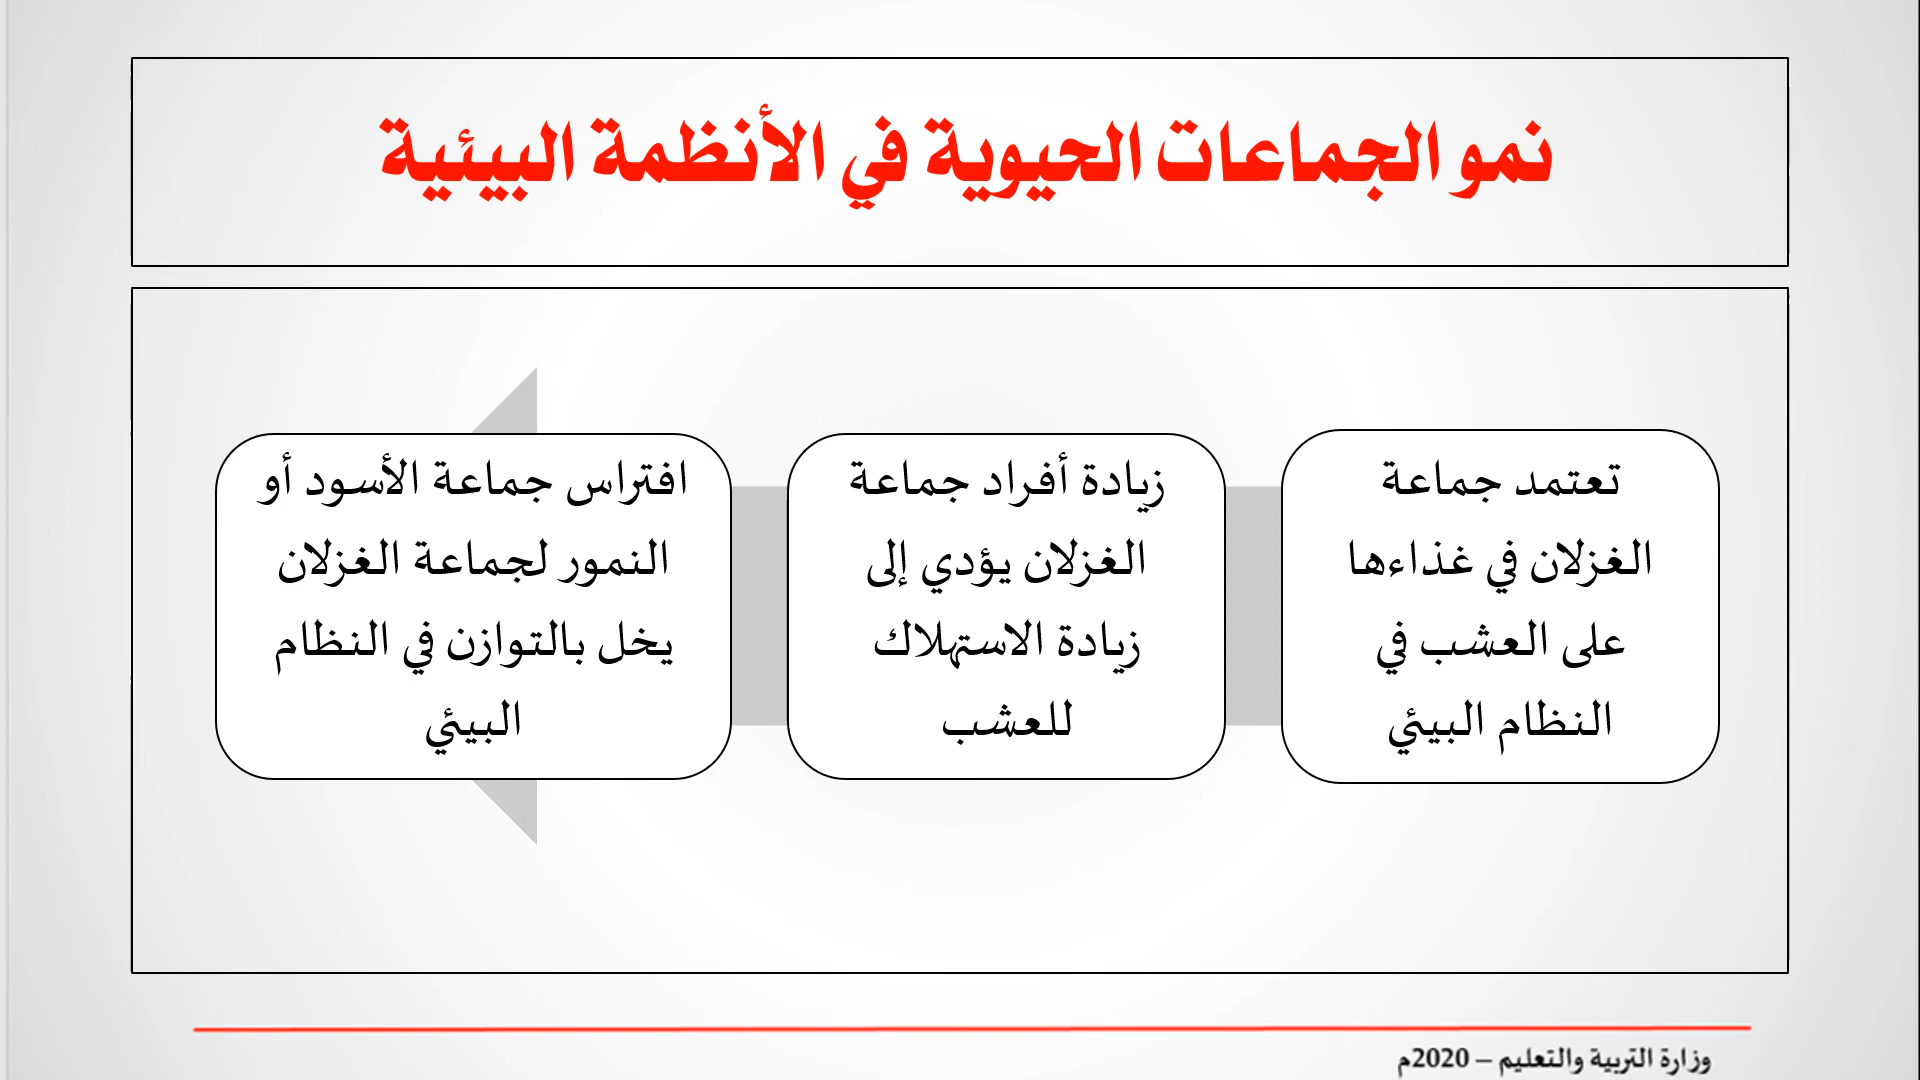 نمو الجماعات الحيوية في الأنظمة البيئية
تعتمد جماعة
الغزلان في غذاءها
على العشب في
النظام البيئي
زيادة أفراد جماعة
الغزلان يؤدي إلى
زيادة الاستهلاك
للعشب
افتراس جماعة الأسود أو
النمور لجماعة الغزلان
يخل بالتوازن في النظام
البيئي
وزارة التربية والتعليم – 2020م